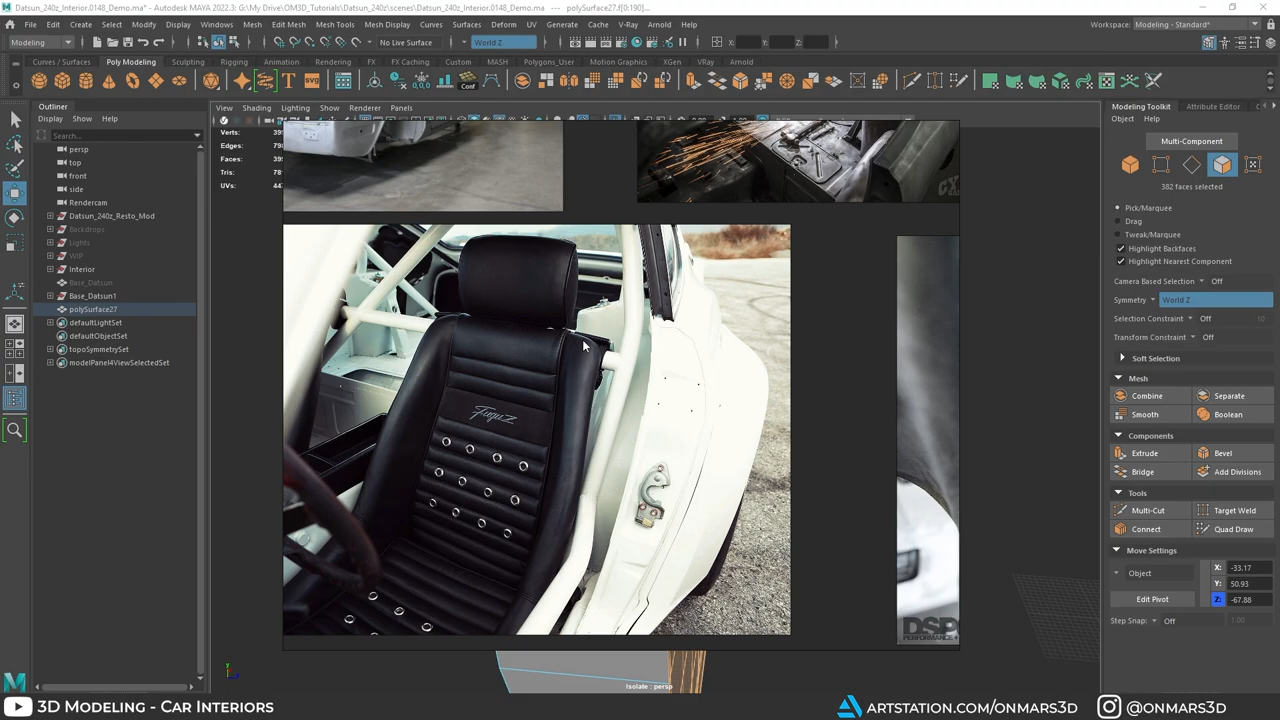 Datsun_240z_Interior.0148_Demo.ma* - Autodesk MAYA 2022.3: G:\My Drive\OM3D_Tutorials\Datsun_240z\scenes\Datsun_240z_Interior.0148_Demo.ma* --- polySurface27.f[0:190]...
File Edit Create Select Modify Display Windows Mesh Edit Mesh Mesh Tools Mesh Display Curves Surfaces Deform UV Generate Cache V-Ray Arnold Help
Workspace: Modeling - Standard*
Modeling No Live Surface World Z X: Y: Z:
Curves / Surfaces Poly Modeling Sculpting Rigging Animation Rendering FX FX Caching Custom MASH Polygons_User Motion Graphics XGen VRay Arnold
Conf
Outliner
Display Show Help
Search...
persp
top
front
side
Rendercam
Datsun_240z_Resto_Mod
Backdrops
Lights
WIP
Interior
Base_Datsun
Base_Datsun1
polySurface27
defaultLightSet
defaultObjectSet
topoSymmetrySet
modelPanel4ViewSelectedSet
View Shading Lighting Show Renderer Panels
Verts:
Edges:
Faces:
Tris:
UVs:
FuguZ
DSP
PERFORMANCE +
Isolate : persp
Modeling Toolkit Attribute Editor
Object Help
Multi-Component
382 faces selected
Pick/Marquee
Drag
Tweak/Marquee
Highlight Backfaces
Highlight Nearest Component
Camera Based Selection Off
Symmetry World Z
Selection Constraint Off 10
Transform Constraint Off
Soft Selection
Mesh
Combine Separate
Smooth Boolean
Components
Extrude Bevel
Bridge Add Divisions
Tools
Multi-Cut Target Weld
Connect Quad Draw
Move Settings
Object X: -33.17
Y: 50.93
Edit Pivot Z: -67.88
Step Snap: Off 1.00
3D MODELING - CAR INTERIORS
ARTSTATION.COM/ONMARS3D
@ONMARS3D